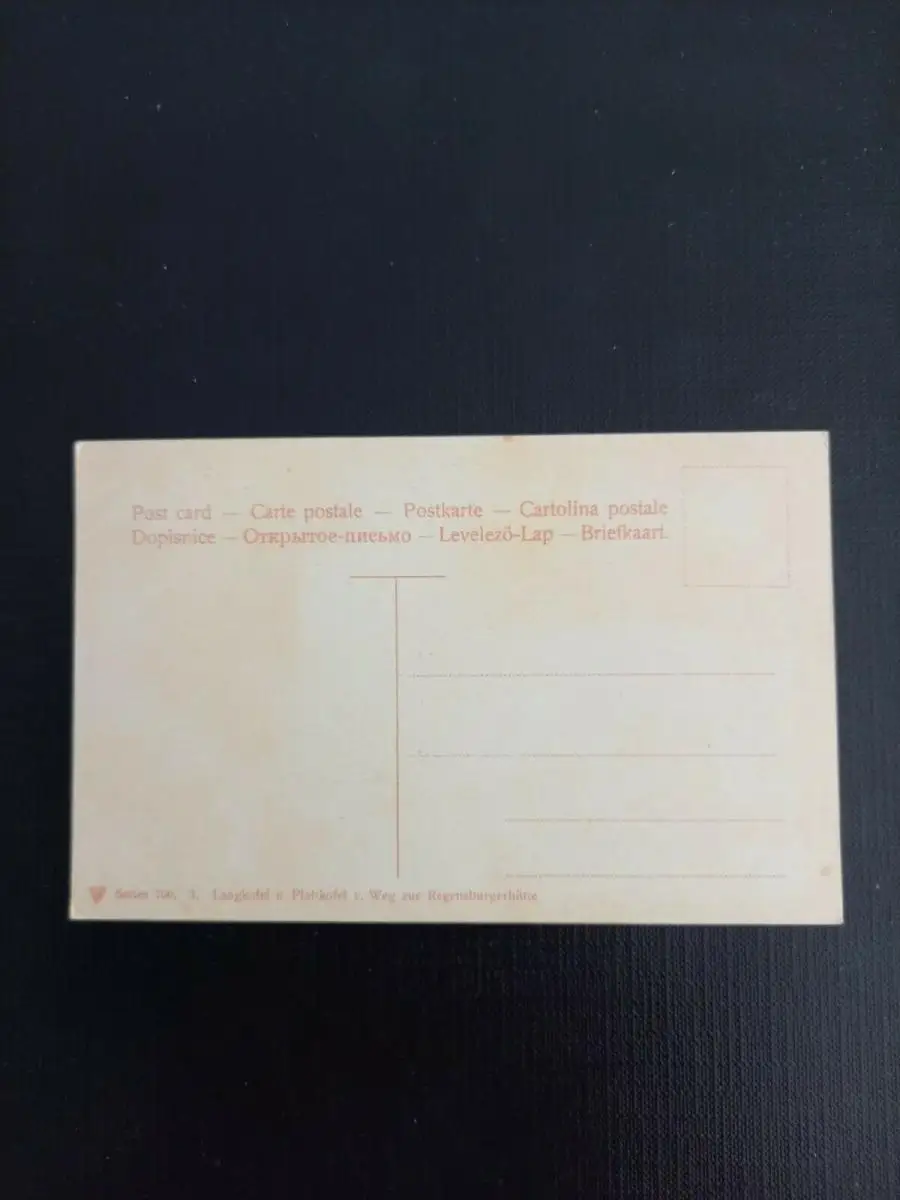 Post card — Carte postale — Postkarte — Cartolina postale
Dopisnice — Открытое-письмо — Levelező-Lap — Briefkaart.
Serien 700, 3. Langkofel u Plattkofel v. Weg zur Regensburgerhütte